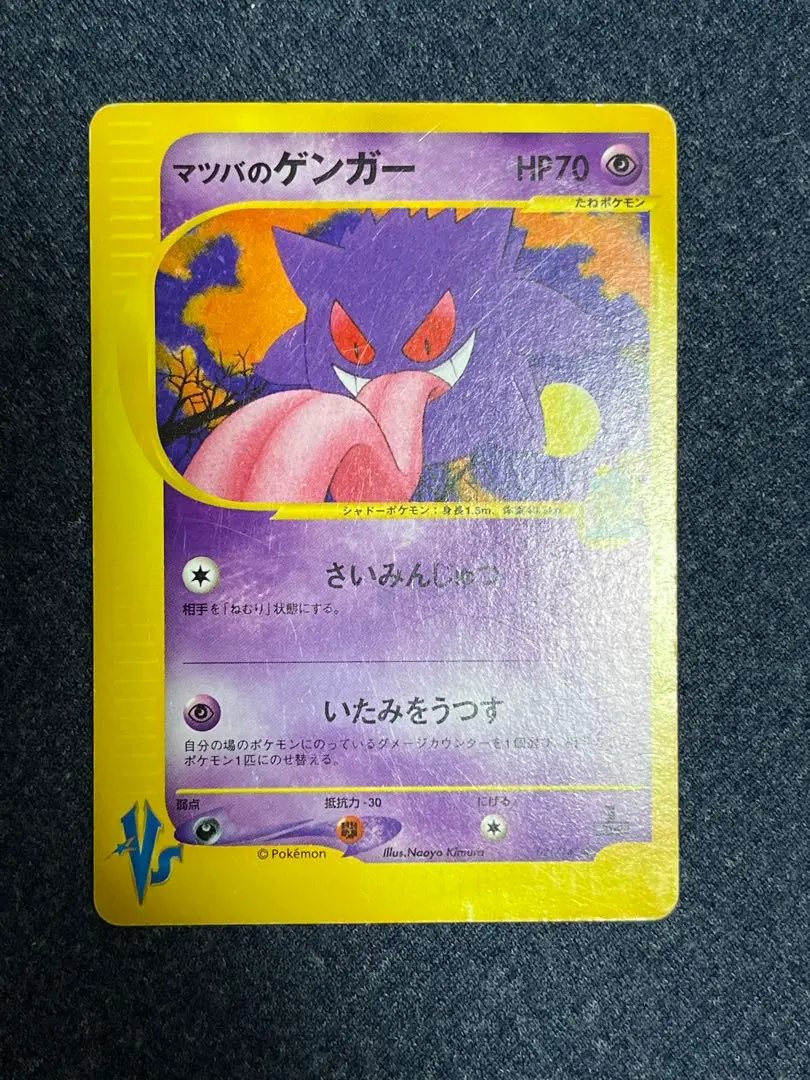 マツバのゲンガー HP70
たねポケモン
シャドーポケモン：身長1.5m、体重
さいみんじゅつ
相手を「ねむり」状態にする。
いたみをうつす
自分の場のポケモンにのっているダメージカウンターを1個選び、
ポケモン1匹にのせ替える。
弱点 抵抗力-30 にげる
VS
©Pokémon Illus.Naoyo Kimura